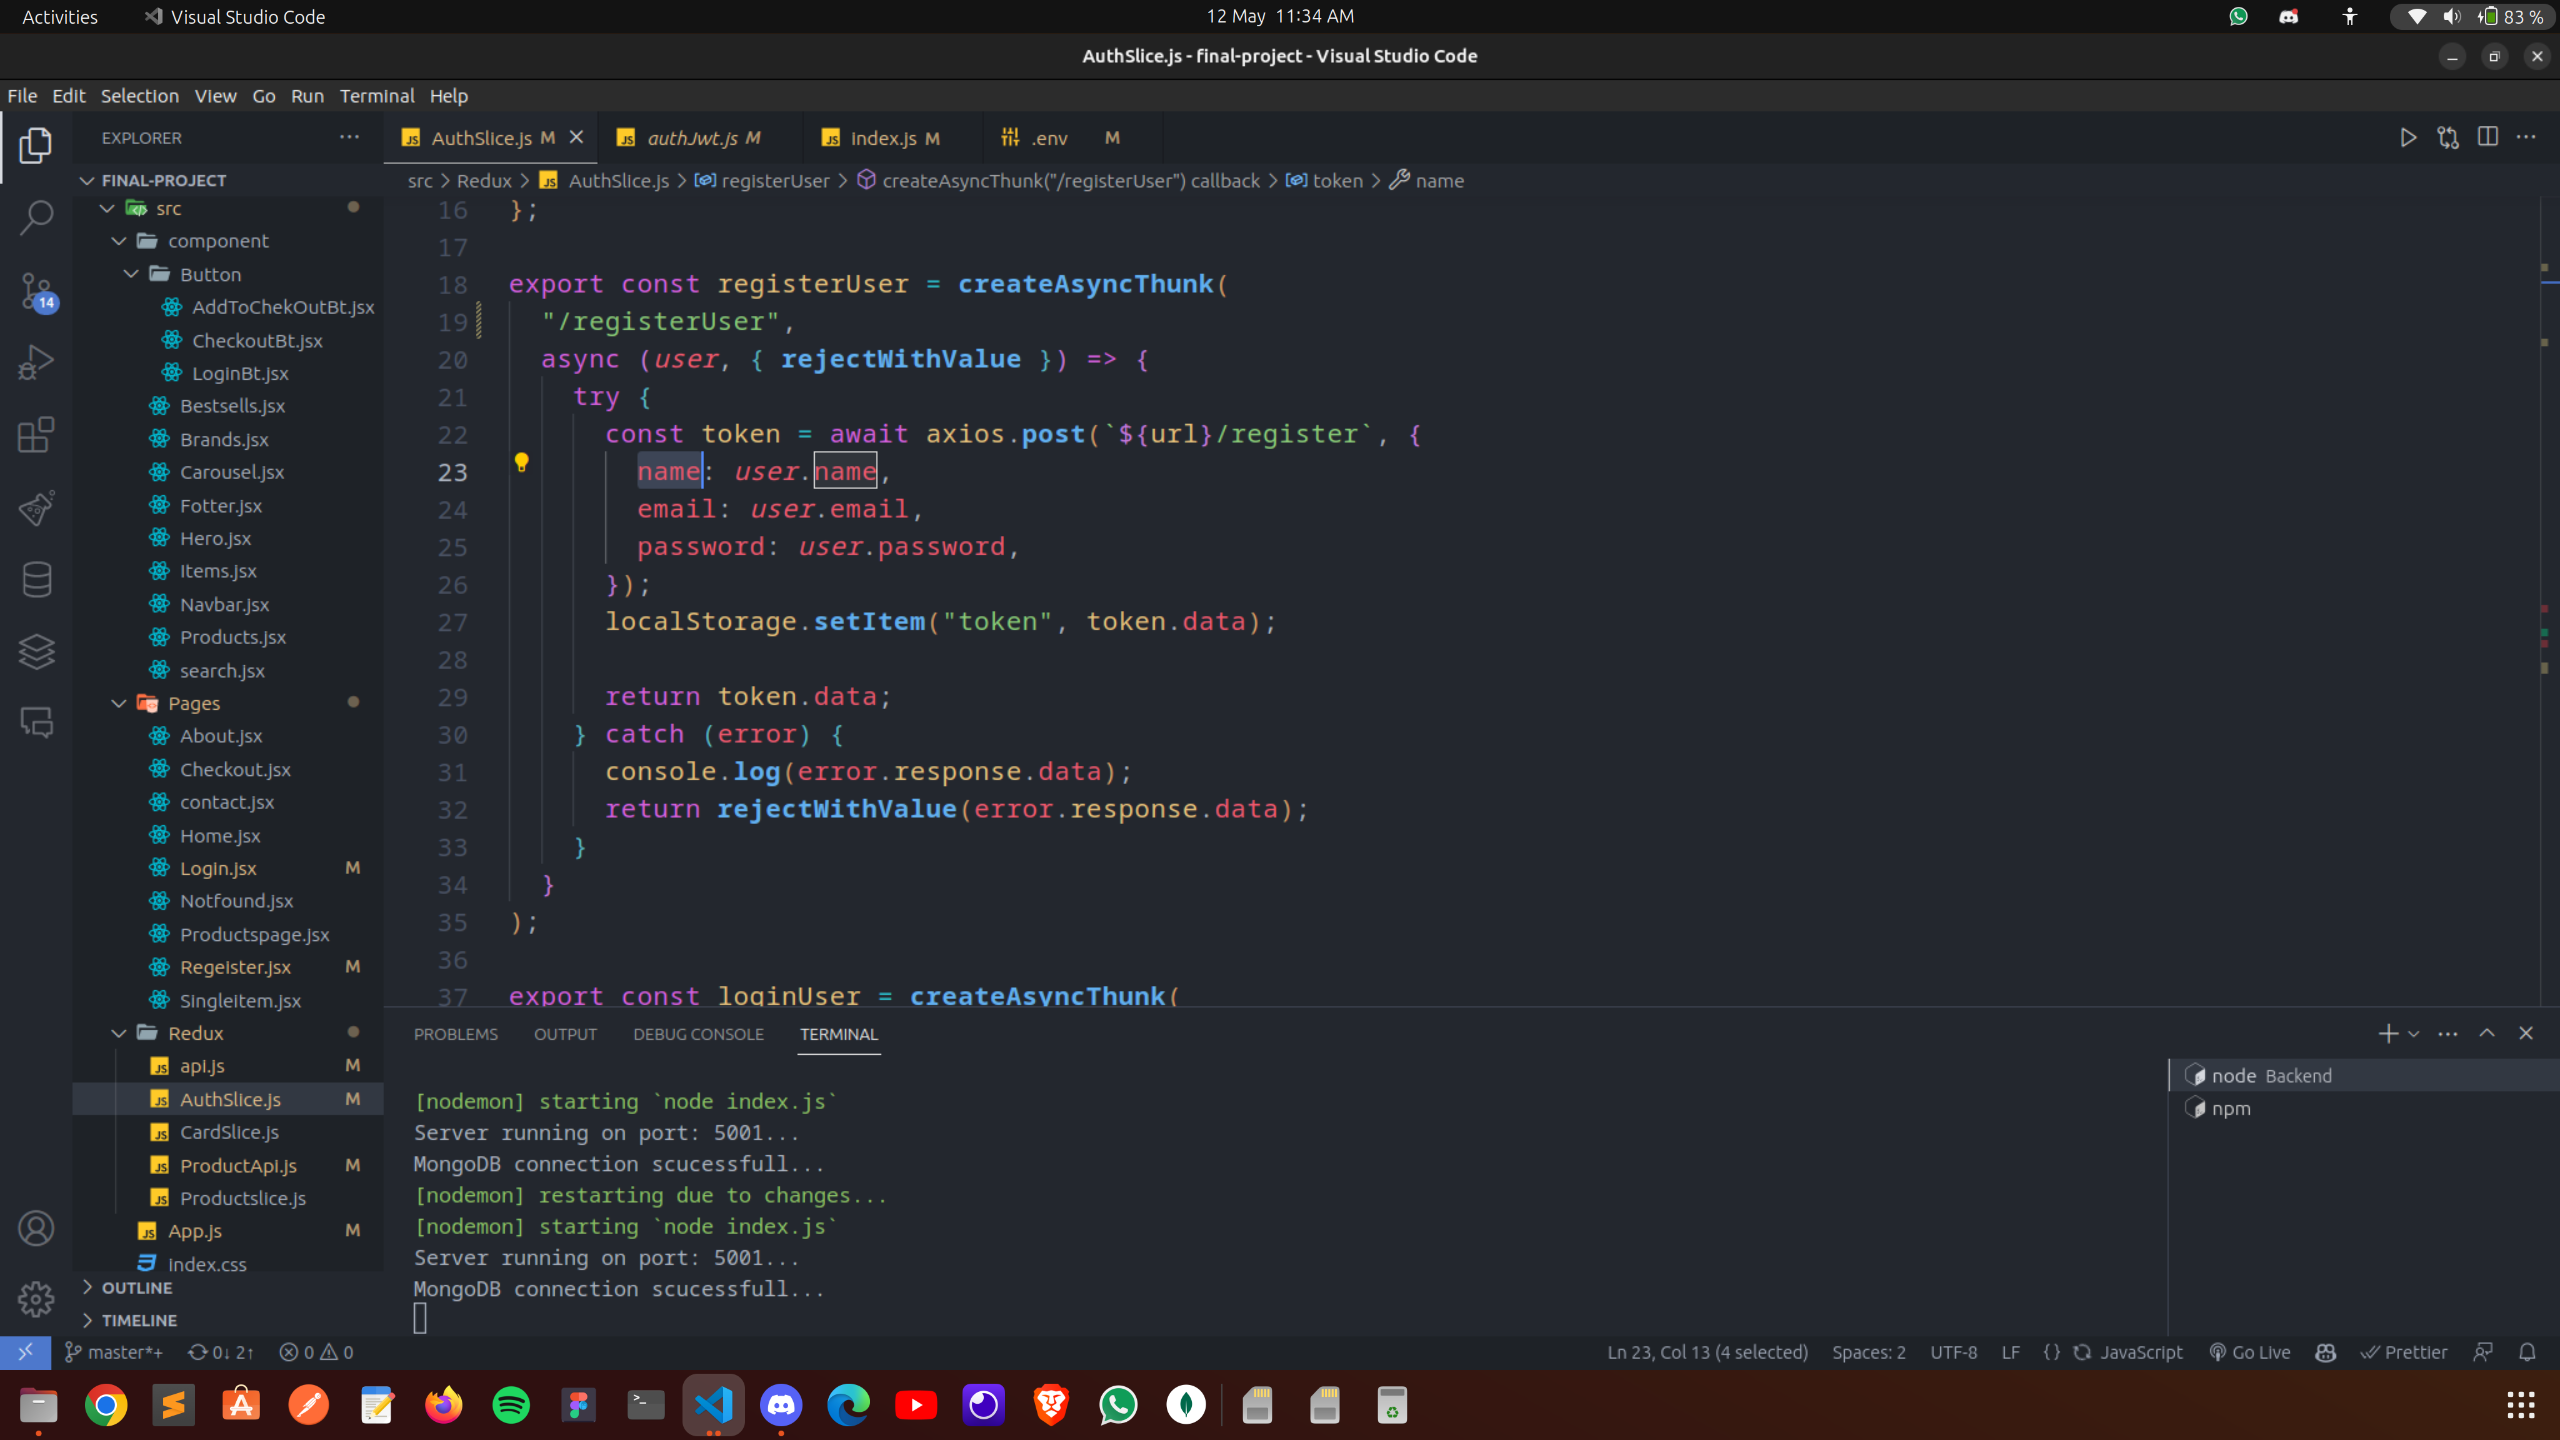 Activities
Visual Studio Code
12 May 11:34 AM
83 %
AuthSlice.js - final-project - Visual Studio Code
File Edit Selection View Go Run Terminal Help
EXPLORER
AuthSlice.js M
authJwt.js M
index.js M
.env M
FINAL-PROJECT
src > Redux > AuthSlice.js > registerUser > createAsyncThunk("/registerUser") callback > token > name
src
component
Button
AddToChekOutBt.jsx
CheckoutBt.jsx
LoginBt.jsx
Bestsells.jsx
Brands.jsx
Carousel.jsx
Fotter.jsx
Hero.jsx
Items.jsx
Navbar.jsx
Products.jsx
search.jsx
Pages
About.jsx
Checkout.jsx
contact.jsx
Home.jsx
Login.jsx M
Notfound.jsx
Productspage.jsx
Regeister.jsx M
SingleItem.jsx
Redux
api.js M
AuthSlice.js M
CardSlice.js
ProductApi.js M
Productslice.js
App.js M
index.css
OUTLINE
TIMELINE
14
16 };
17
18 export const registerUser = createAsyncThunk(
19 "/registerUser",
20 async (user, { rejectWithValue }) => {
21 try {
22 const token = await axios.post(`${url}/register`, {
23 name: user.name,
24 email: user.email,
25 password: user.password,
26 });
27 localStorage.setItem("token", token.data);
28
29 return token.data;
30 } catch (error) {
31 console.log(error.response.data);
32 return rejectWithValue(error.response.data);
33 }
34 }
35 );
36
37 export const loginUser = createAsyncThunk(
PROBLEMS OUTPUT DEBUG CONSOLE TERMINAL
[nodemon] starting `node index.js`
Server running on port: 5001...
MongoDB connection scucessfull...
[nodemon] restarting due to changes...
[nodemon] starting `node index.js`
Server running on port: 5001...
MongoDB connection scucessfull...
node Backend
npm
master*+ 0↓ 2↑ 0 0
Ln 23, Col 13 (4 selected) Spaces: 2 UTF-8 LF {} JavaScript Go Live Prettier